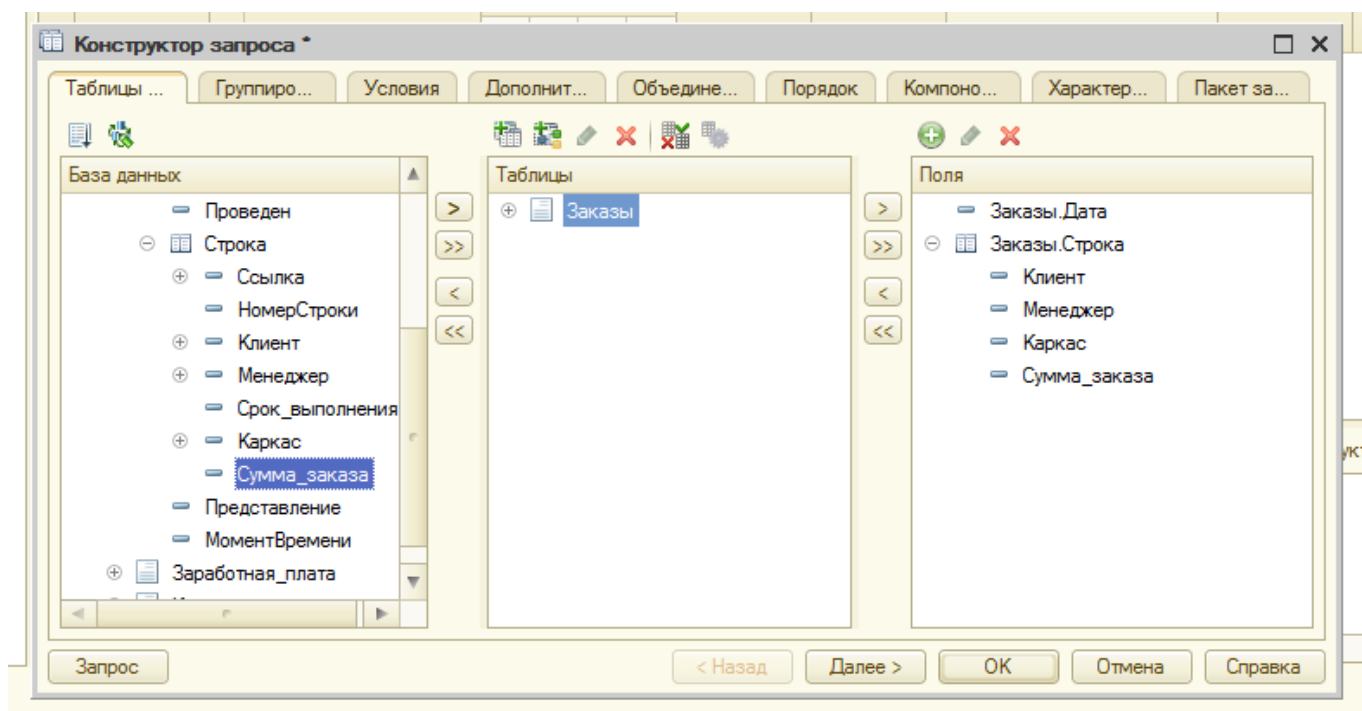 Конструктор запроса *
Таблицы ... Группиро... Условия Дополнит... Объедине... Порядок Компоно... Характер... Пакет за...
База данных Таблицы Поля
Проведен > Заказы > Заказы.Дата
Строка >> >> Заказы.Строка
Ссылка Клиент
НомерСтроки < < Менеджер
Клиент << << Каркас
Менеджер Сумма_заказа
Срок_выполнения
Каркас
Сумма_заказа
Представление
МоментВремени
Заработная_плата
Запрос < Назад Далее > ОК Отмена Справка